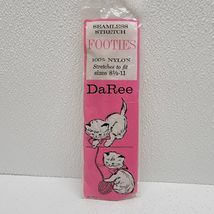 SEAMLESS
STRETCH
FOOTIES
100% NYLON
Stretches to fit
sizes 8½-11
DaRee